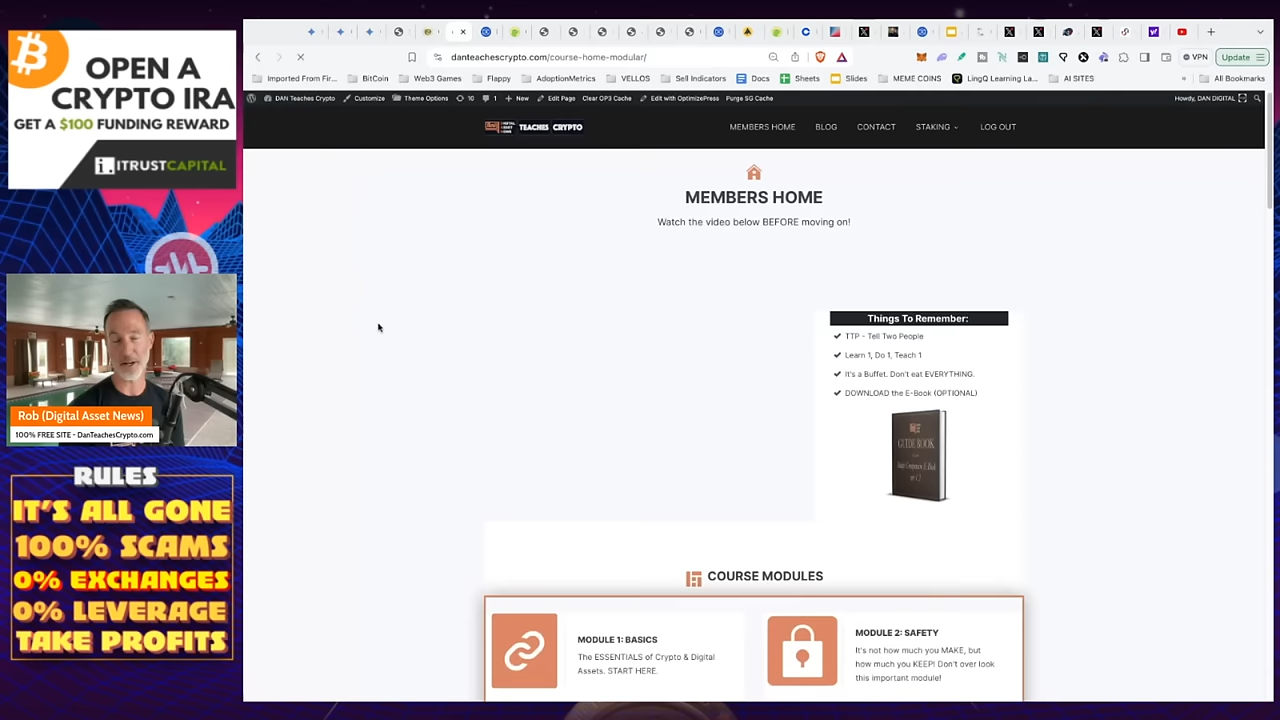 OPEN A
CRYPTO IRA
GET A $100 FUNDING REWARD
ITRUSTCAPITAL
Rob (Digital Asset News)
100% FREE SITE - DanTeachesCrypto.com
RULES
IT'S ALL GONE
100% SCAMS
0% EXCHANGES
0% LEVERAGE
TAKE PROFITS
danteachescrypto.com/course-home-modular/
VPN
Update
Imported From Fir...
BitCoin
Web3 Games
Flappy
AdoptionMetrics
VELLOS
Sell Indicators
Docs
Sheets
Slides
MEME COINS
LingQ Learning La...
AI SITES
All Bookmarks
DAN Teaches Crypto
Customize
Theme Options
10
1
+ New
Edit Page
Clear OP3 Cache
Edit with OptimizePress
Purge SG Cache
Howdy, DAN DIGITAL
TEACHES CRYPTO
MEMBERS HOME
BLOG
CONTACT
STAKING
LOG OUT
MEMBERS HOME
Watch the video below BEFORE moving on!
Things To Remember:
TTP - Tell Two People
Learn 1, Do 1, Teach 1
It's a Buffet. Don't eat EVERYTHING.
DOWNLOAD the E-Book (OPTIONAL)
GUIDE BOOK
COURSE MODULES
MODULE 1: BASICS
The ESSENTIALS of Crypto & Digital
Assets. START HERE.
MODULE 2: SAFETY
It's not how much you MAKE, but
how much you KEEP! Don't over look
this important module!